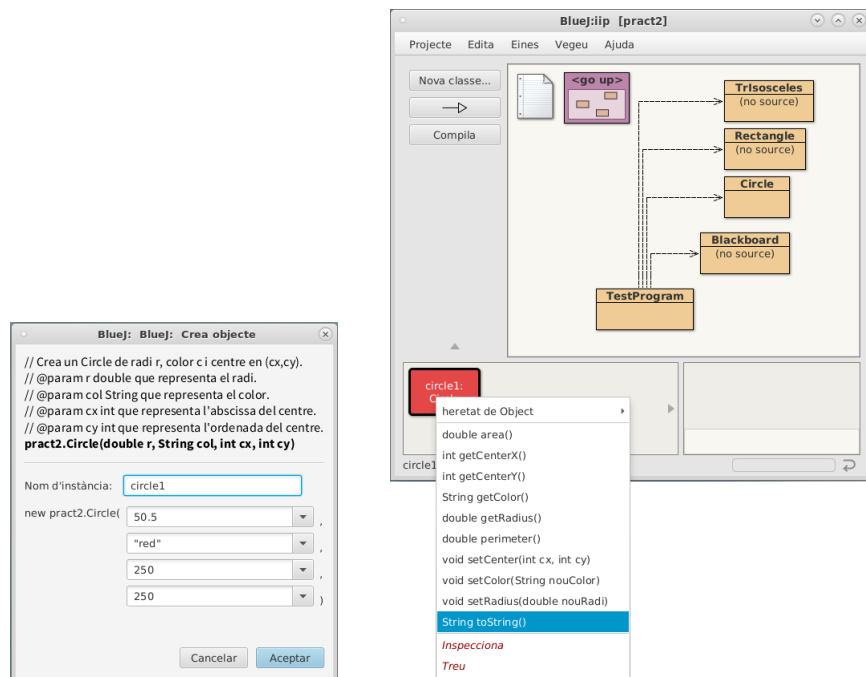 BlueJ:iip [pract2]
Projecte Edita Eines Vegeu Ajuda
Nova classe...
Compila
<go up>
TrIsosceles
(no source)
Rectangle
(no source)
Circle
Blackboard
(no source)
TestProgram
circle1:
circle1
heretat de Object
double area()
int getCenterX()
int getCenterY()
String getColor()
double getRadius()
double perimeter()
void setCenter(int cx, int cy)
void setColor(String nouColor)
void setRadius(double nouRadi)
String toString()
Inspecciona
Treu
BlueJ: BlueJ: Crea objecte
// Crea un Circle de radi r, color c i centre en (cx,cy).
// @param r double que representa el radi.
// @param col String que representa el color.
// @param cx int que representa l'abscissa del centre.
// @param cy int que representa l'ordenada del centre.
pract2.Circle(double r, String col, int cx, int cy)
Nom d'instància: circle1
new pract2.Circle( 50.5 ,
"red" ,
250 ,
250 )
Cancelar Aceptar